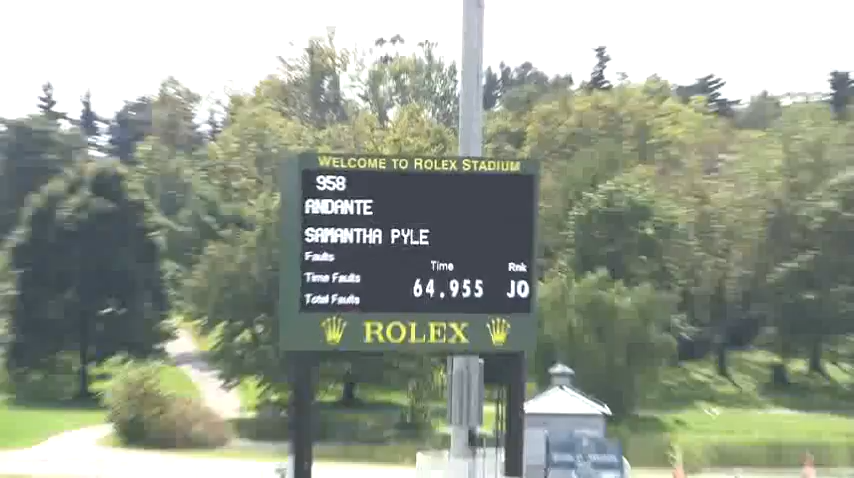 WELCOME TO ROLEX STADIUM
958
ANDANTE
SAMANTHA PYLE
Faults
Time Rnk
Time Faults
64.955 JO
Total Faults
ROLEX